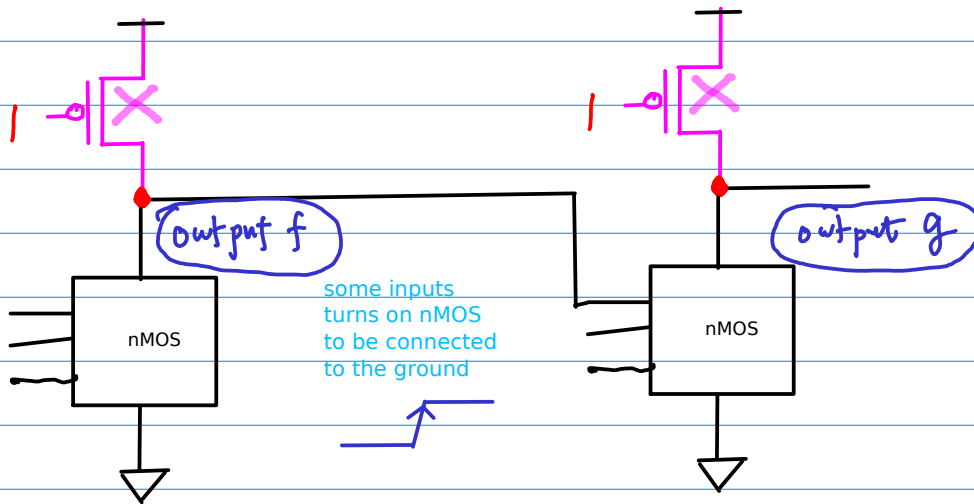 1
1
output f
output g
some inputs
turns on nMOS
to be connected
to the ground
nMOS
nMOS